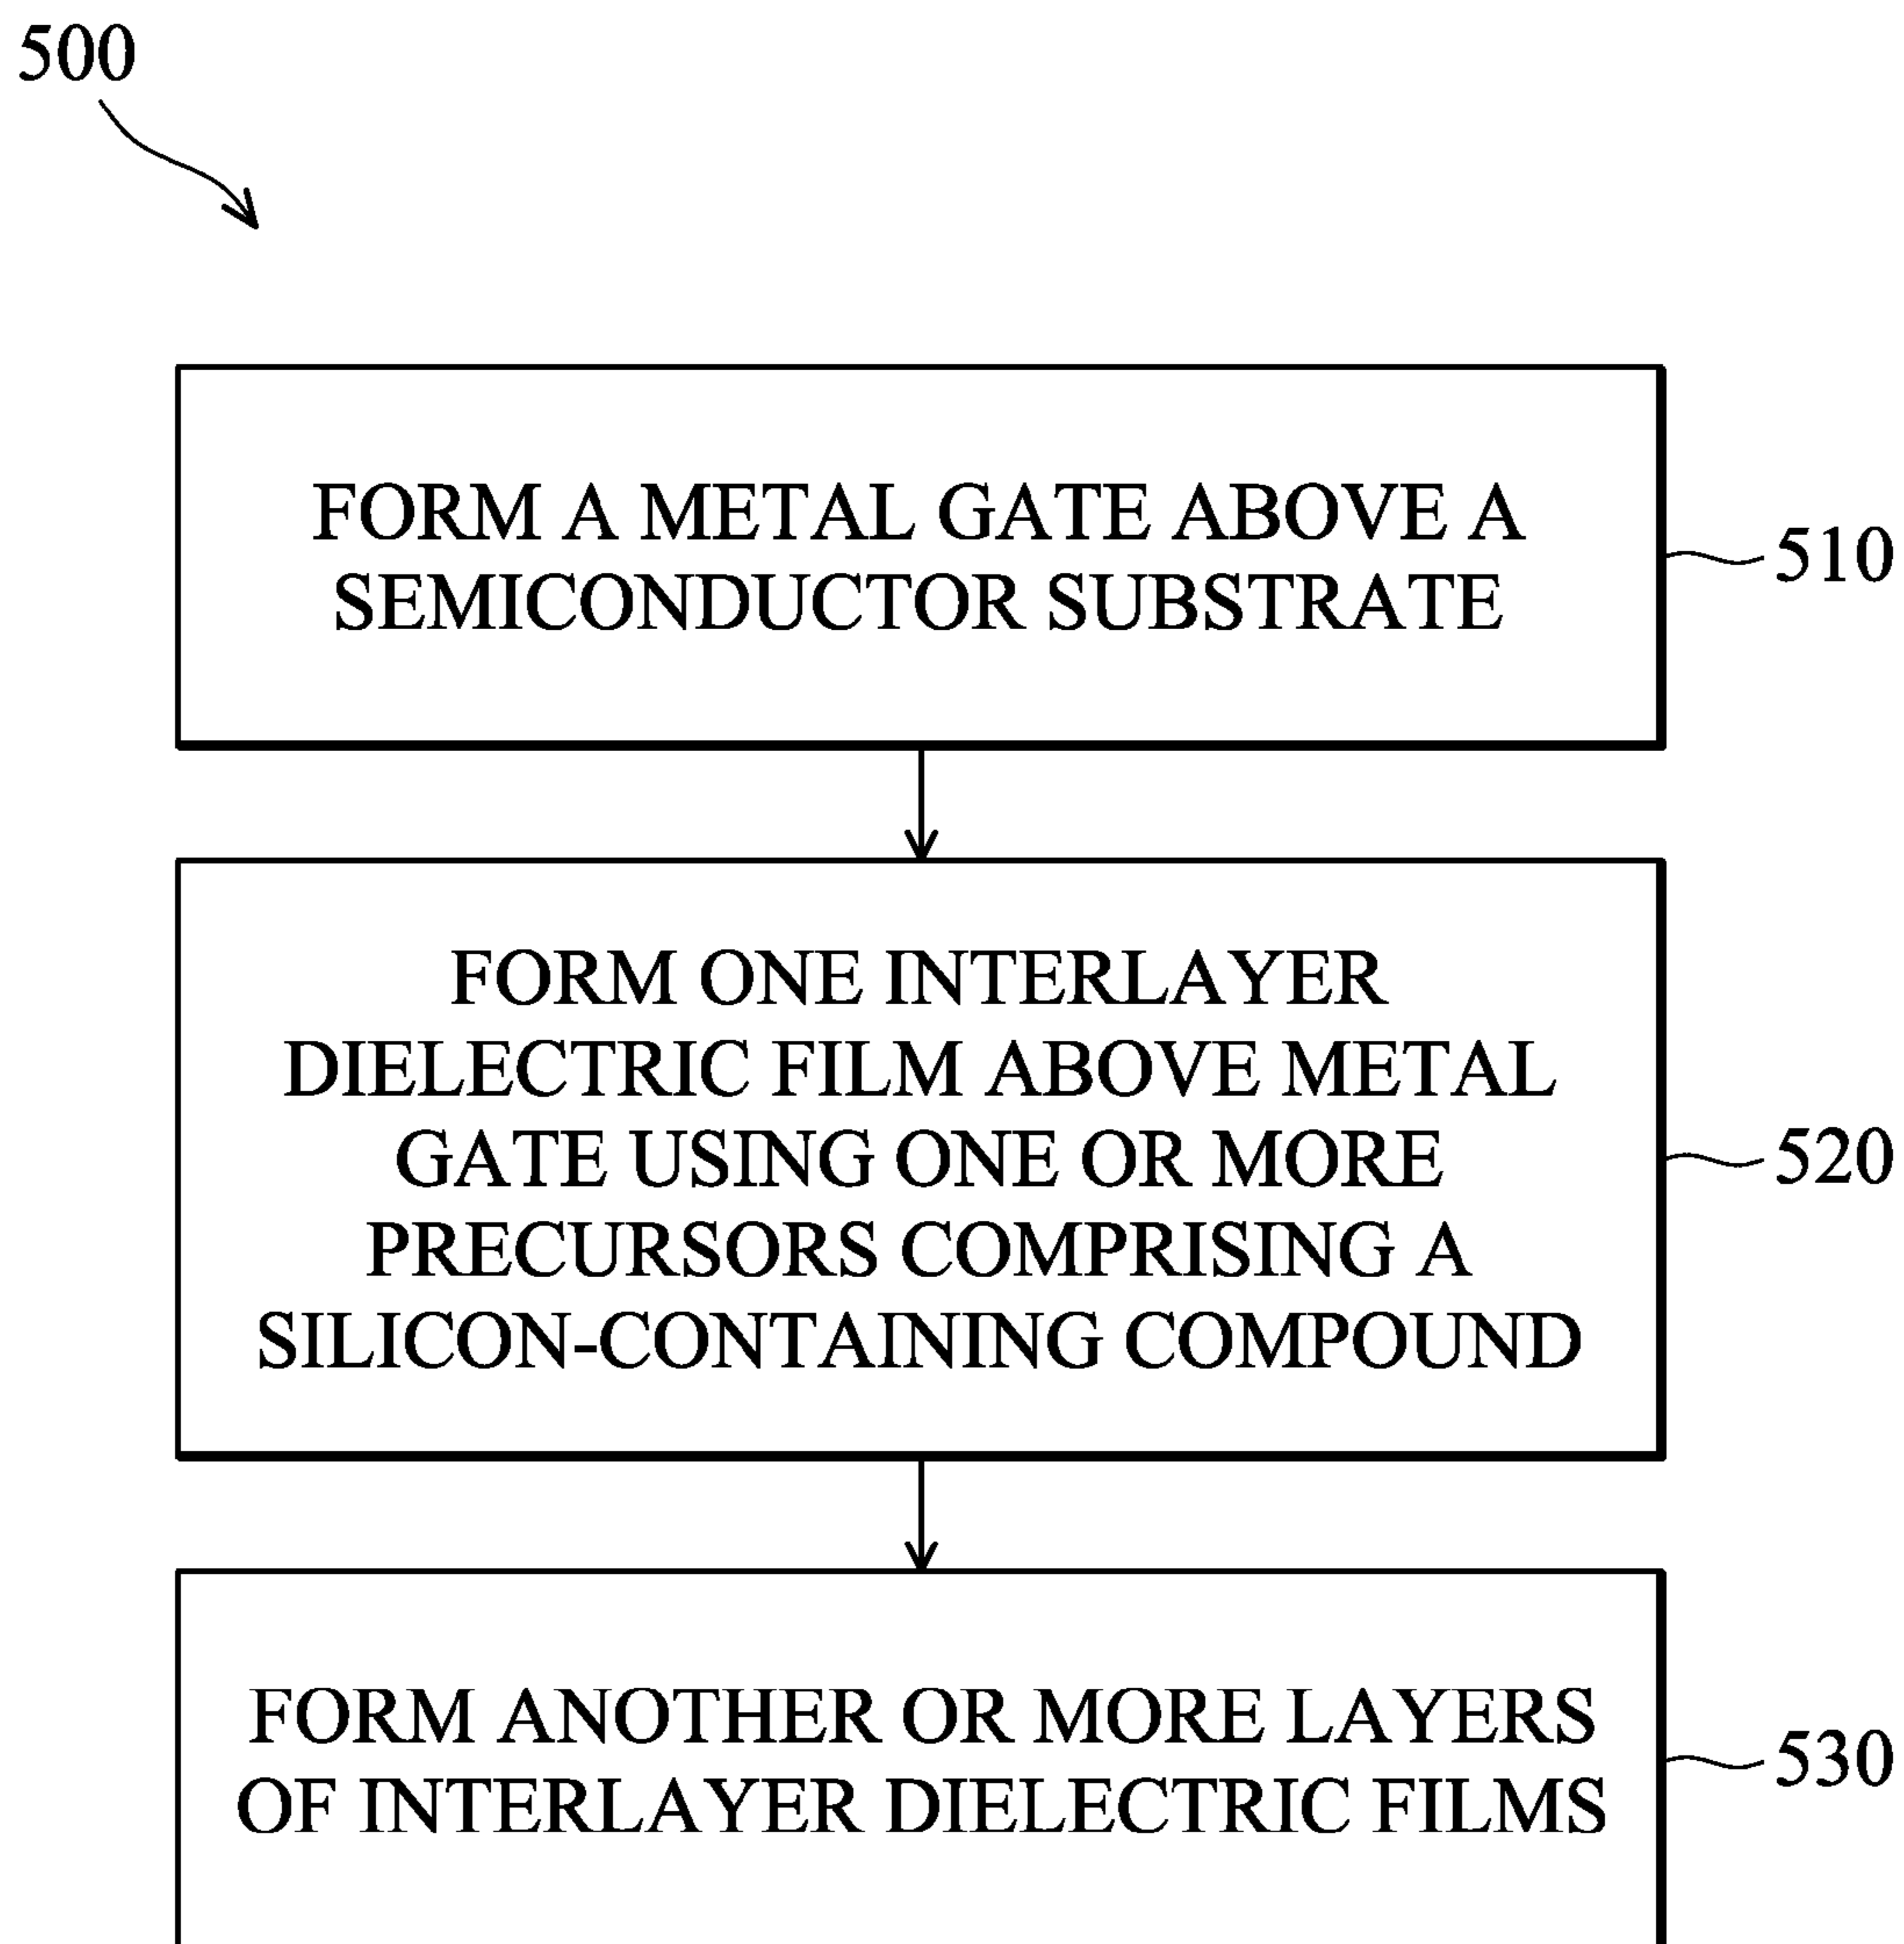 500
FORM A METAL GATE ABOVE A
SEMICONDUCTOR SUBSTRATE
510
FORM ONE INTERLAYER
DIELECTRIC FILM ABOVE METAL
GATE USING ONE OR MORE
PRECURSORS COMPRISING A
SILICON-CONTAINING COMPOUND
520
FORM ANOTHER OR MORE LAYERS
OF INTERLAYER DIELECTRIC FILMS
530